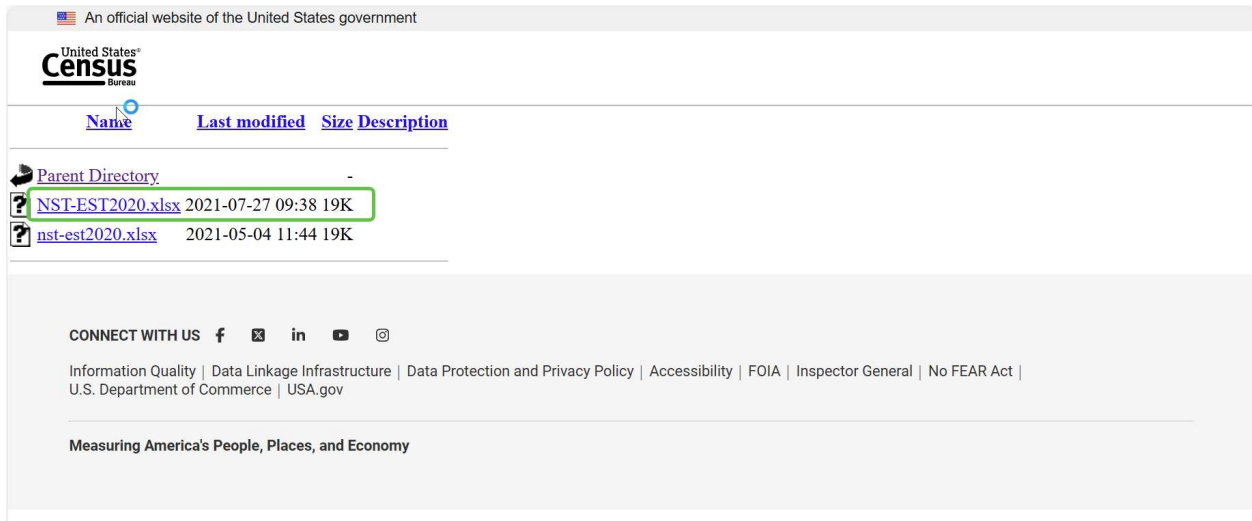 An official website of the United States government
United States®
Census
Bureau
Name Last modified Size Description
Parent Directory -
NST-EST2020.xlsx 2021-07-27 09:38 19K
nst-est2020.xlsx 2021-05-04 11:44 19K
CONNECT WITH US
Information Quality | Data Linkage Infrastructure | Data Protection and Privacy Policy | Accessibility | FOIA | Inspector General | No FEAR Act |
U.S. Department of Commerce | USA.gov
Measuring America's People, Places, and Economy